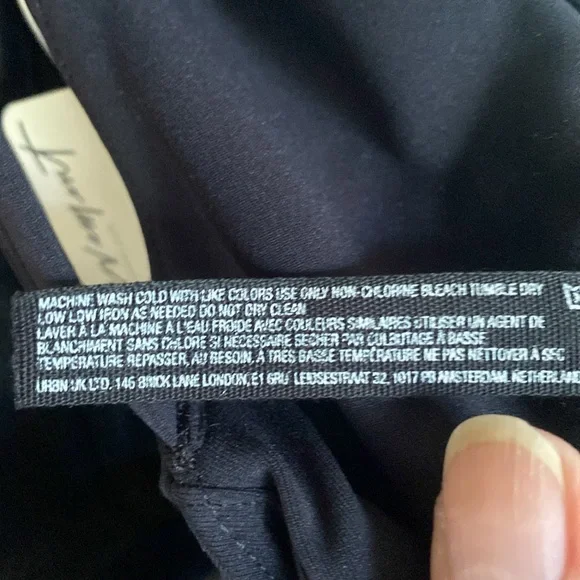 MACHINE WASH COLD WITH LIKE COLORS USE ONLY NON-CHLORINE BLEACH TUMBLE DRY
LOW LOW IRON AS NEEDED DO NOT DRY CLEAN
LAVER À LA MACHINE À L'EAU FROIDE AVEC COULEURS SIMILAIRES UTILISER UN AGENT DE
BLANCHIMENT SANS CHLORE SI NECESSAIRE SECHER PAR CULBUTAGE À BASSE
TEMPÉRATURE REPASSER, AU BESOIN, À TRÈS BASSE TEMPÉRATURE NE PAS NETTOYER À SEC
URBN UK LTD. 146 BRICK LANE LONDON, E1 6RU LEIDSESTRAAT 32, 1017 PB AMSTERDAM, NETHERLAND